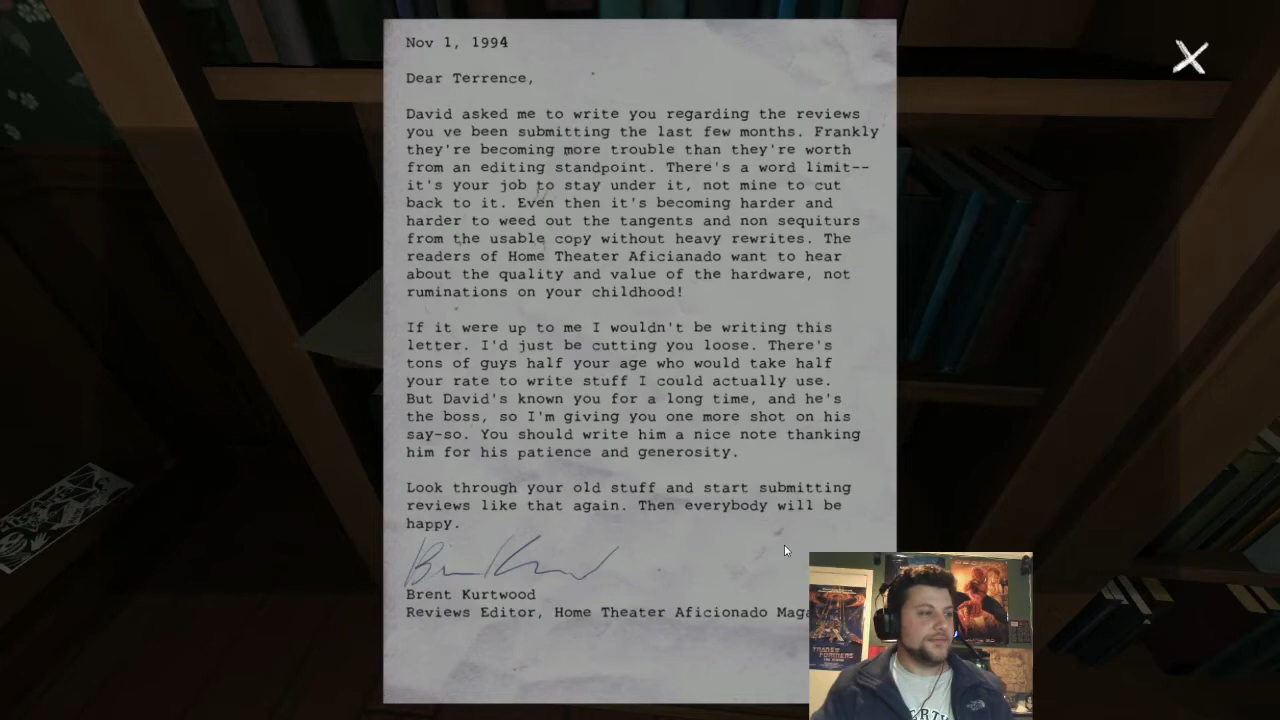 Nov 1, 1994
Dear Terrence,
David asked me to write you regarding the reviews
you ve been submitting the last few months. Frankly
they're becoming more trouble than they're worth
from an editing standpoint. There's a word limit--
it's your job to stay under it, not mine to cut
back to it. Even then it's becoming harder and
harder to weed out the tangents and non sequiturs
from the usable copy without heavy rewrites. The
readers of Home Theater Aficianado want to hear
about the quality and value of the hardware, not
ruminations on your childhood!
If it were up to me I wouldn't be writing this
letter. I'd just be cutting you loose. There's
tons of guys half your age who would take half
your rate to write stuff I could actually use.
But David's known you for a long time, and he's
the boss, so I'm giving you one more shot on his
say-so. You should write him a nice note thanking
him for his patience and generosity.
Look through your old stuff and start submitting
reviews like that again. Then everybody will be
happy.
Brent Kurtwood
Reviews Editor, Home Theater Aficionado Maga
TRANSFORMERS